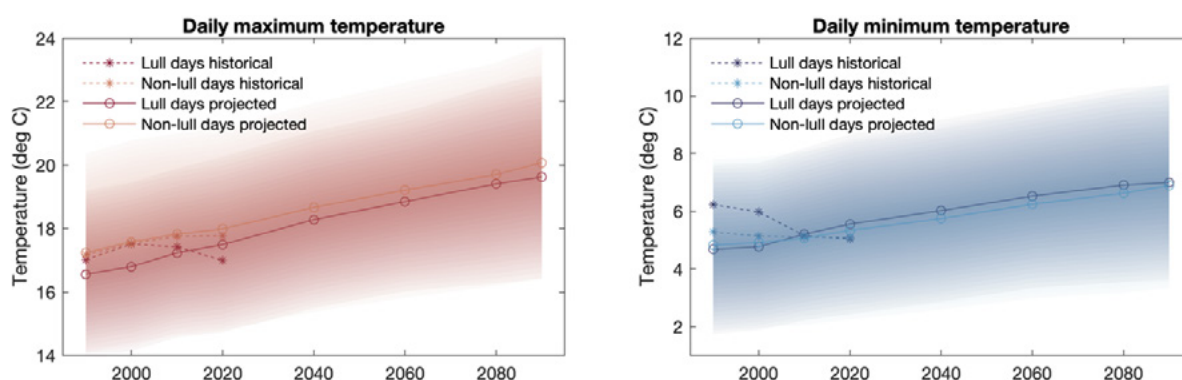 Daily maximum temperature
24
22
20
18
16
14
Temperature (deg C)
Lull days historical
Non-lull days historical
Lull days projected
Non-lull days projected
2000 2020 2040 2060 2080
Daily minimum temperature
12
10
8
6
4
2
Temperature (deg C)
Lull days historical
Non-lull days historical
Lull days projected
Non-lull days projected
2000 2020 2040 2060 2080